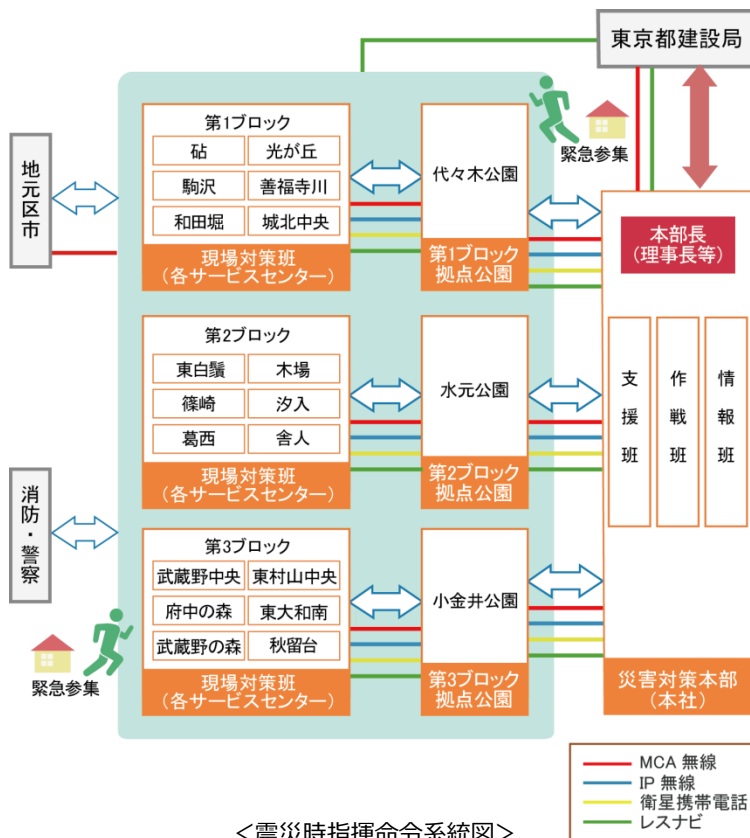 東京都建設局
緊急参集
地元区市
第1ブロック
砧
光が丘
駒沢
善福寺川
和田堀
城北中央
現場対策班
(各サービスセンター)
代々木公園
第1ブロック
拠点公園
本部長
(理事長等)
第2ブロック
東白鬚
木場
篠崎
汐入
葛西
舎人
現場対策班
(各サービスセンター)
水元公園
第2ブロック
拠点公園
支援班
作戦班
情報班
消防・警察
第3ブロック
武蔵野中央
東村山中央
府中の森
東大和南
武蔵野の森
秋留台
現場対策班
(各サービスセンター)
小金井公園
第3ブロック
拠点公園
災害対策本部
(本社)
緊急参集
MCA 無線
IP 無線
衛星携帯電話
レスナビ
<震災時指揮命令系統図>